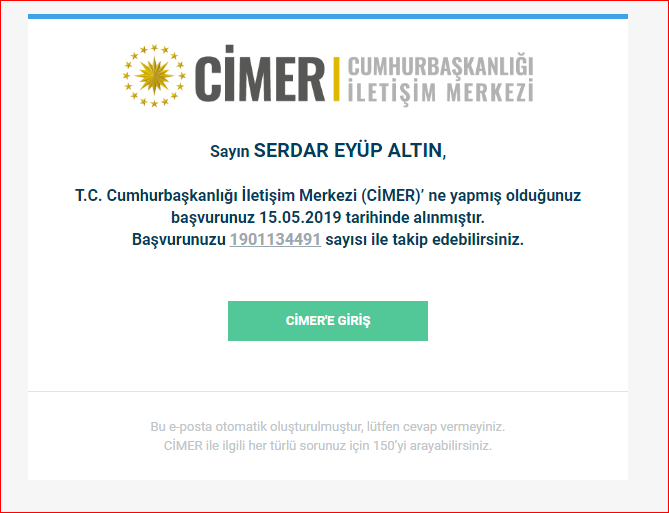 CİMER
CUMHURBAŞKANLIĞI
İLETİŞİM MERKEZİ
Sayın SERDAR EYÜP ALTIN,
T.C. Cumhurbaşkanlığı İletişim Merkezi (CİMER)’ ne yapmış olduğunuz
başvurunuz 15.05.2019 tarihinde alınmıştır.
Başvurunuzu 1901134491 sayısı ile takip edebilirsiniz.
CİMER'E GİRİŞ
Bu e-posta otomatik oluşturulmuştur, lütfen cevap vermeyiniz.
CİMER ile ilgili her türlü sorunuz için 150’yi arayabilirsiniz.